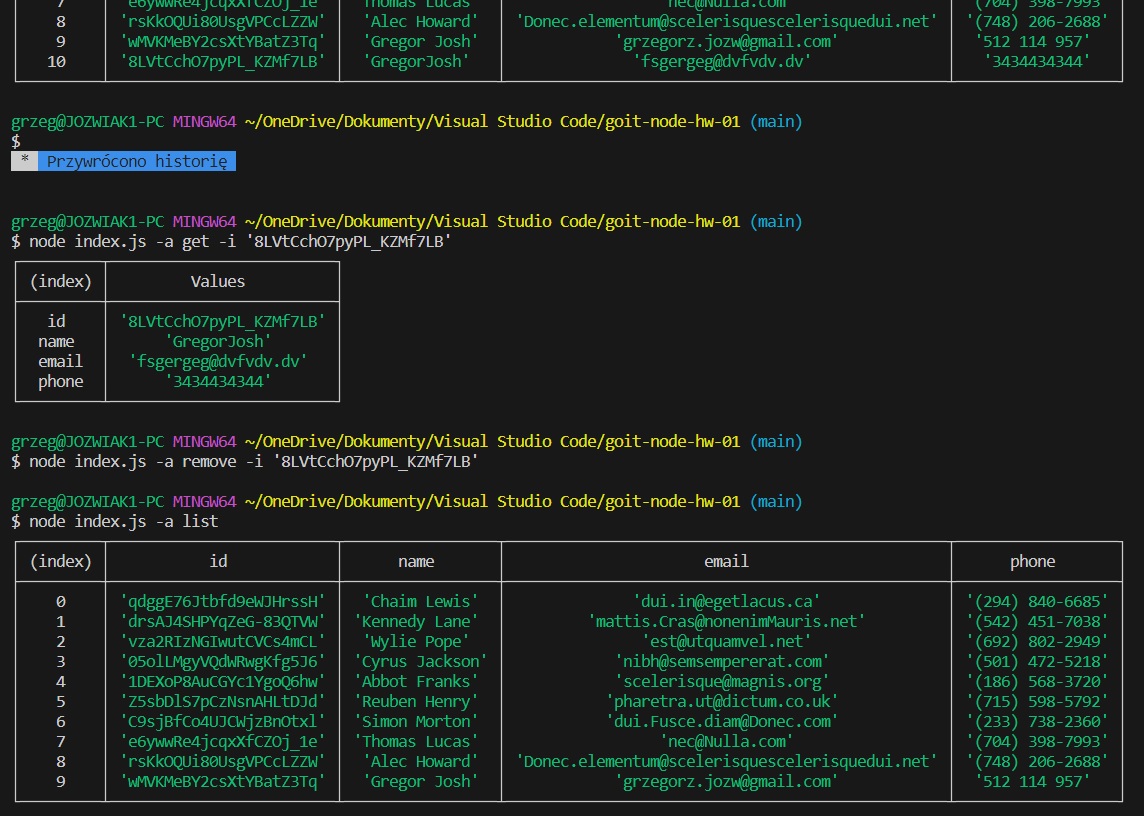 7 'e6ywwRe4jcqxXfCZOj_1e' 'Thomas Lucas' 'nec@Nulla.com' '(704) 398-7993'
8 'rsKkOQUi80UsgVPCcLZZW' 'Alec Howard' 'Donec.elementum@scelerisquescelerisquedui.net' '(748) 206-2688'
9 'wMVKMeBY2csXtYBatZ3Tq' 'Gregor Josh' 'grzegorz.jozw@gmail.com' '512 114 957'
10 '8LVtCchO7pyPL_KZMf7LB' 'GregorJosh' 'fsgergeg@dvfvdv.dv' '3434434344'
grzeg@JOZWIAK1-PC MINGW64 ~/OneDrive/Dokumenty/Visual Studio Code/goit-node-hw-01 (main)
$
* Przywrócono historię
grzeg@JOZWIAK1-PC MINGW64 ~/OneDrive/Dokumenty/Visual Studio Code/goit-node-hw-01 (main)
$ node index.js -a get -i '8LVtCchO7pyPL_KZMf7LB'
(index) Values
id '8LVtCchO7pyPL_KZMf7LB'
name 'GregorJosh'
email 'fsgergeg@dvfvdv.dv'
phone '3434434344'
grzeg@JOZWIAK1-PC MINGW64 ~/OneDrive/Dokumenty/Visual Studio Code/goit-node-hw-01 (main)
$ node index.js -a remove -i '8LVtCchO7pyPL_KZMf7LB'
grzeg@JOZWIAK1-PC MINGW64 ~/OneDrive/Dokumenty/Visual Studio Code/goit-node-hw-01 (main)
$ node index.js -a list
(index) id name email phone
0 'qdggE76Jtbfd9eWJHrssH' 'Chaim Lewis' 'dui.in@egetlacus.ca' '(294) 840-6685'
1 'drsAJ4SHPYqZeG-83QTVW' 'Kennedy Lane' 'mattis.Cras@nonenimMauris.net' '(542) 451-7038'
2 'vza2RIzNGIwutCVCs4mCL' 'Wylie Pope' 'est@utquamvel.net' '(692) 802-2949'
3 '05olLMgyVQdWRwgKfg5J6' 'Cyrus Jackson' 'nibh@semsempererat.com' '(501) 472-5218'
4 '1DEXoP8AuCGYc1YgoQ6hw' 'Abbot Franks' 'scelerisque@magnis.org' '(186) 568-3720'
5 'Z5sbDlS7pCzNsnAHLtDJd' 'Reuben Henry' 'pharetra.ut@dictum.co.uk' '(715) 598-5792'
6 'C9sjBfCo4UJCWjzBnOtxl' 'Simon Morton' 'dui.Fusce.diam@Donec.com' '(233) 738-2360'
7 'e6ywwRe4jcqxXfCZOj_1e' 'Thomas Lucas' 'nec@Nulla.com' '(704) 398-7993'
8 'rsKkOQUi80UsgVPCcLZZW' 'Alec Howard' 'Donec.elementum@scelerisquescelerisquedui.net' '(748) 206-2688'
9 'wMVKMeBY2csXtYBatZ3Tq' 'Gregor Josh' 'grzegorz.jozw@gmail.com' '512 114 957'